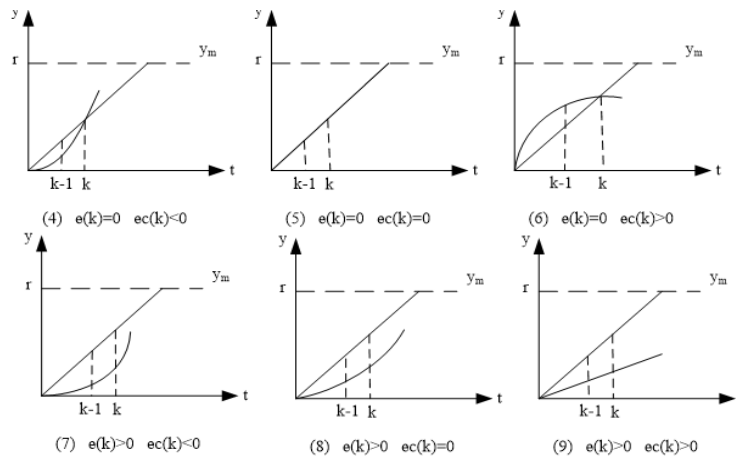 y y y
r yₘ r yₘ r yₘ
k-1 k t k-1 k t k-1 k t
(4) e(k)=0 ec(k)<0 (5) e(k)=0 ec(k)=0 (6) e(k)=0 ec(k)>0
y y y
r yₘ r yₘ r yₘ
k-1 k t k-1 k t k-1 k
(7) e(k)>0 ec(k)<0 (8) e(k)>0 ec(k)=0 (9) e(k)>0 ec(k)>0